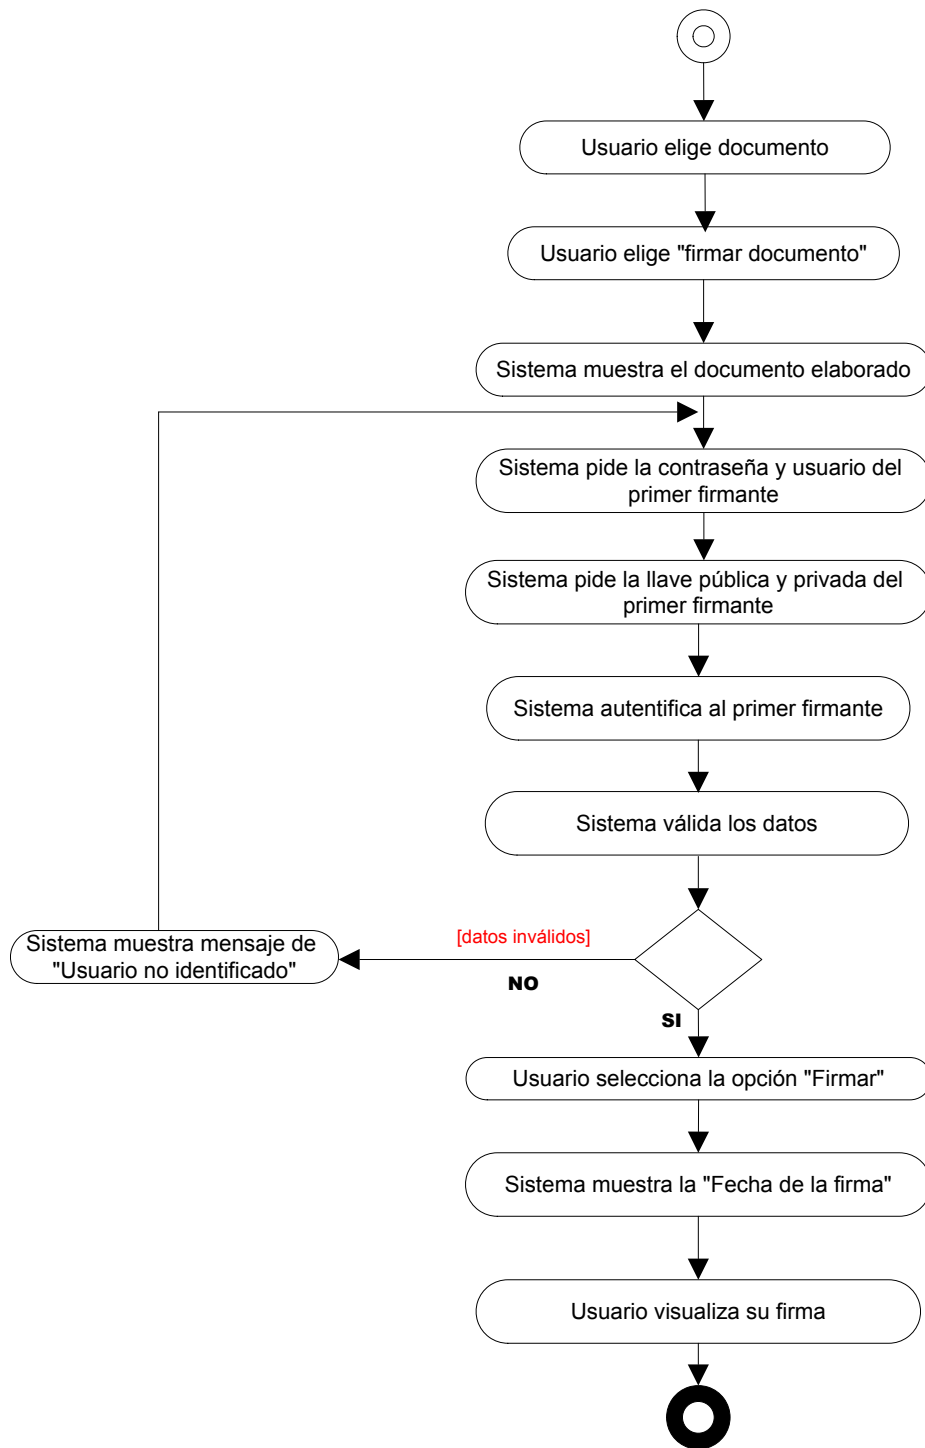 Usuario elige documento
Usuario elige "firmar documento"
Sistema muestra el documento elaborado
Sistema pide la contraseña y usuario del
primer firmante
Sistema pide la llave pública y privada del
primer firmante
Sistema autentifica al primer firmante
Sistema válida los datos
[datos inválidos]
Sistema muestra mensaje de
"Usuario no identificado"
NO
SI
Usuario selecciona la opción "Firmar"
Sistema muestra la "Fecha de la firma"
Usuario visualiza su firma